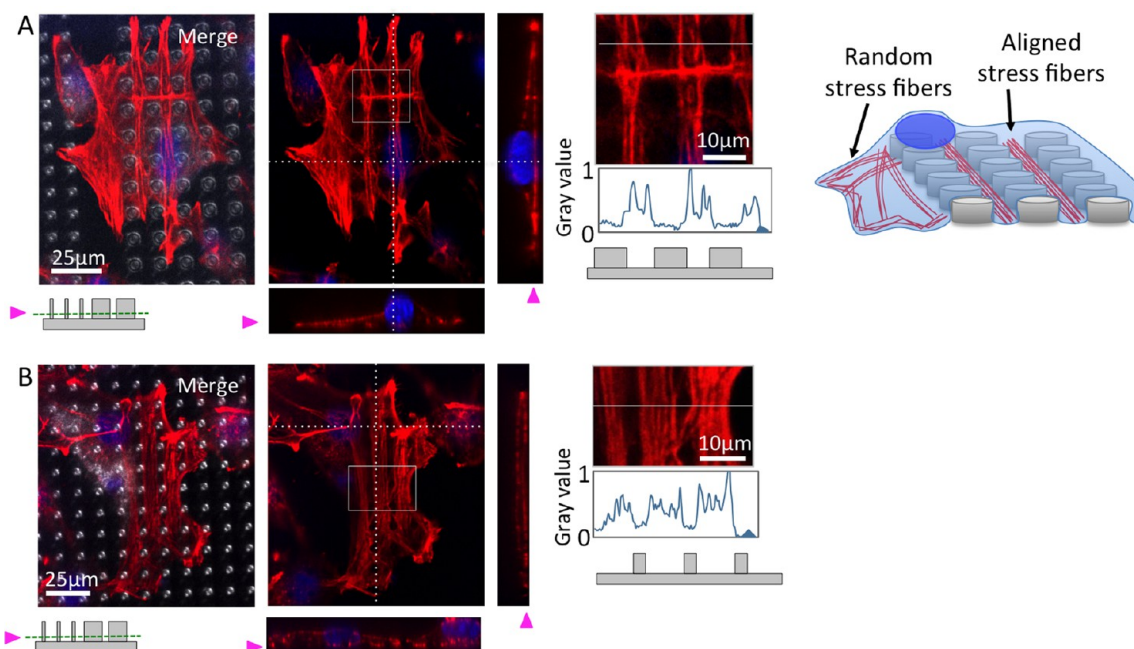 A
Merge
25μm
10μm
Gray value
1
0
Random
stress fibers
Aligned
stress fibers
B
Merge
25μm
10μm
Gray value
1
0